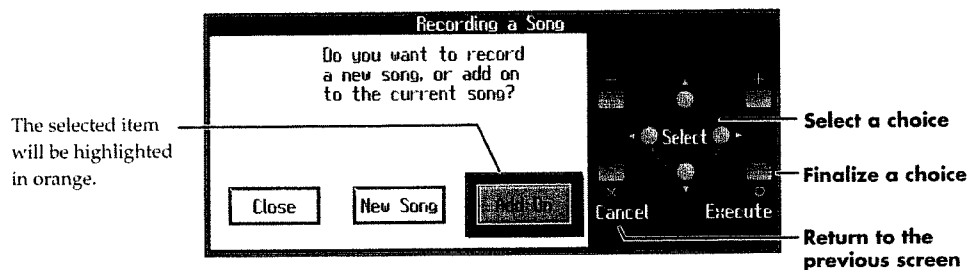 Recording a Song
Do you want to record
a new song, or add on
to the current song?
The selected item
will be highlighted
in orange.
Close
New Song
Add On
- +
Select
× ○
Cancel
Execute
Select a choice
Finalize a choice
Return to the
previous screen